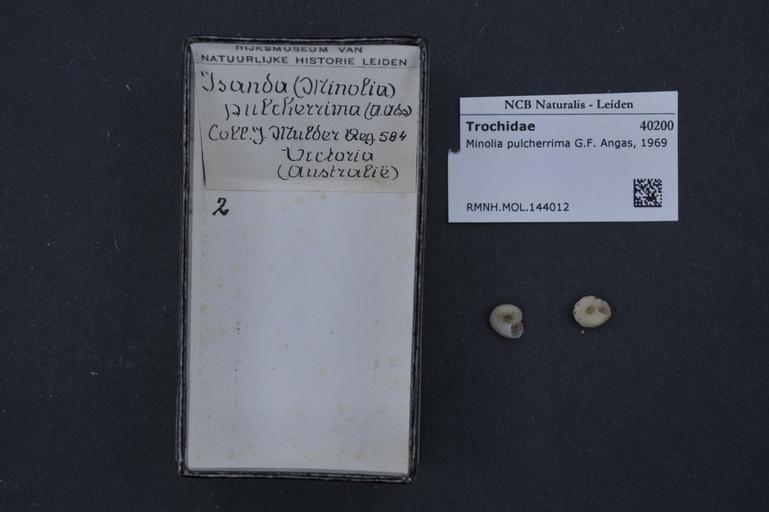 RIJKSMUSEUM VAN
NATUURLIJKE HISTORIE LEIDEN
Isanda (Minolia)
pulcherrima (A.Ads)
Coll. J. Mulder Reg 584
Victoria
(Australië)
2
NCB Naturalis - Leiden
Trochidae 40200
Minolia pulcherrima G.F. Angas, 1969
RMNH.MOL.144012